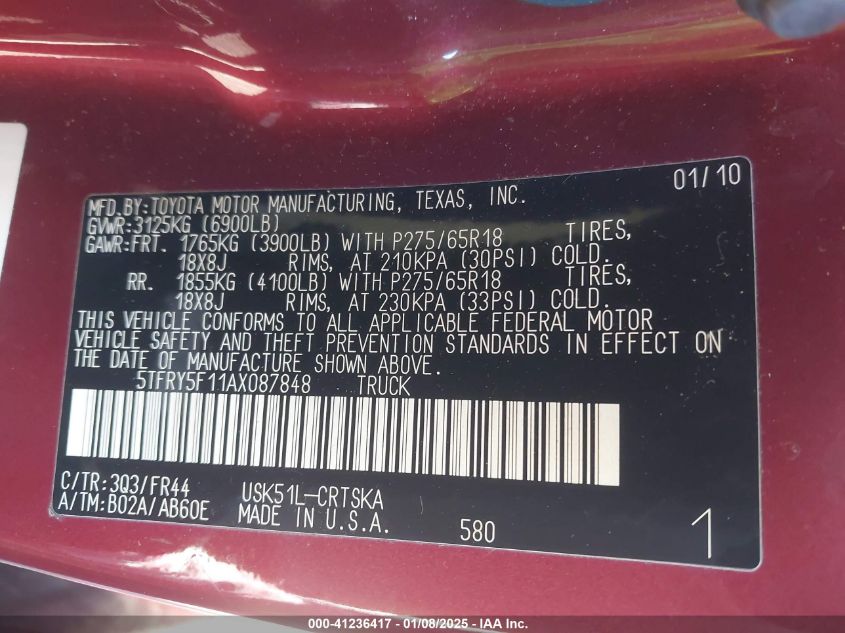 01/10
MFD.BY:TOYOTA MOTOR MANUFACTURING, TEXAS, INC.
GVWR:3125KG (6900LB)
GAWR:FRT. 1765KG (3900LB) WITH P275/65R18 TIRES,
18X8J RIMS, AT 210KPA (30PSI) COLD.
RR. 1855KG (4100LB) WITH P275/65R18 TIRES,
18X8J RIMS, AT 230KPA (33PSI) COLD.
THIS VEHICLE CONFORMS TO ALL APPLICABLE FEDERAL MOTOR
VEHICLE SAFETY AND THEFT PREVENTION STANDARDS IN EFFECT ON
THE DATE OF MANUFACTURE SHOWN ABOVE.
5TFRY5F11AX087848 TRUCK
C/TR:3Q3/FR44 USK51L-CRTSKA
A/TM:B02A/AB60E MADE IN U.S.A. 580 1
000-41236417 - 01/08/2025 - IAA Inc.